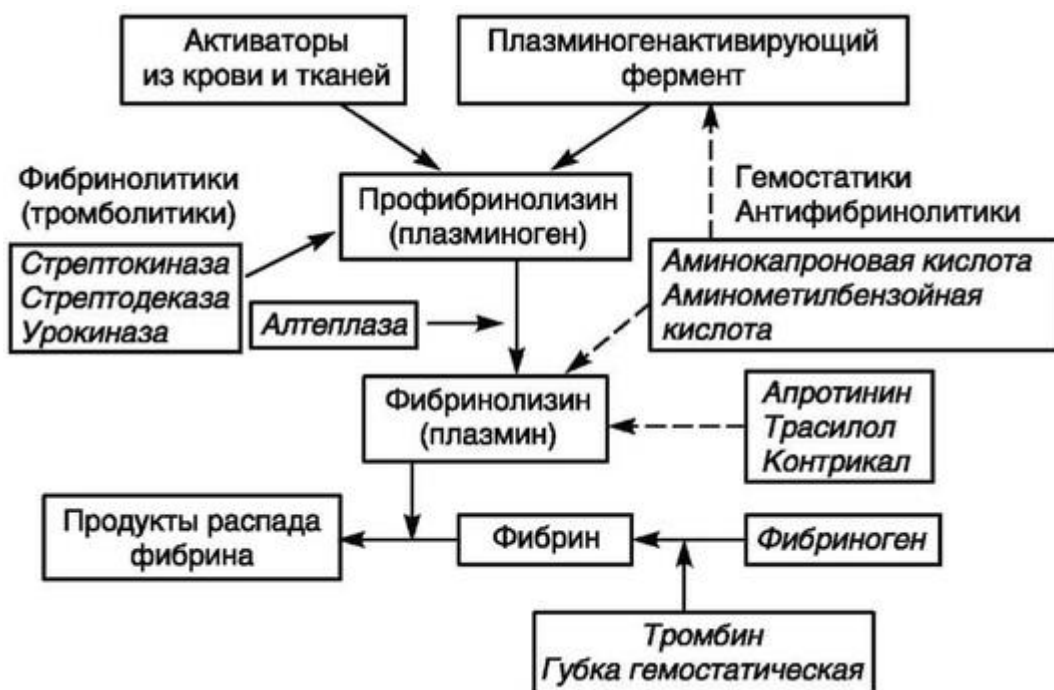 Активаторы
из крови и тканей
Плазминогенактивирующий
фермент
Фибринолитики
(тромболитики)
Профибринолизин
(плазминоген)
Гемостатики
Антифибринолитики
Стрептокиназа
Стрептодеказа
Урокиназа
Алтеплаза
Аминокапроновая кислота
Аминометилбензойная
кислота
Фибринолизин
(плазмин)
Апротинин
Трасилол
Контрикал
Продукты распада
фибрина
Фибрин
Фибриноген
Тромбин
Губка гемостатическая